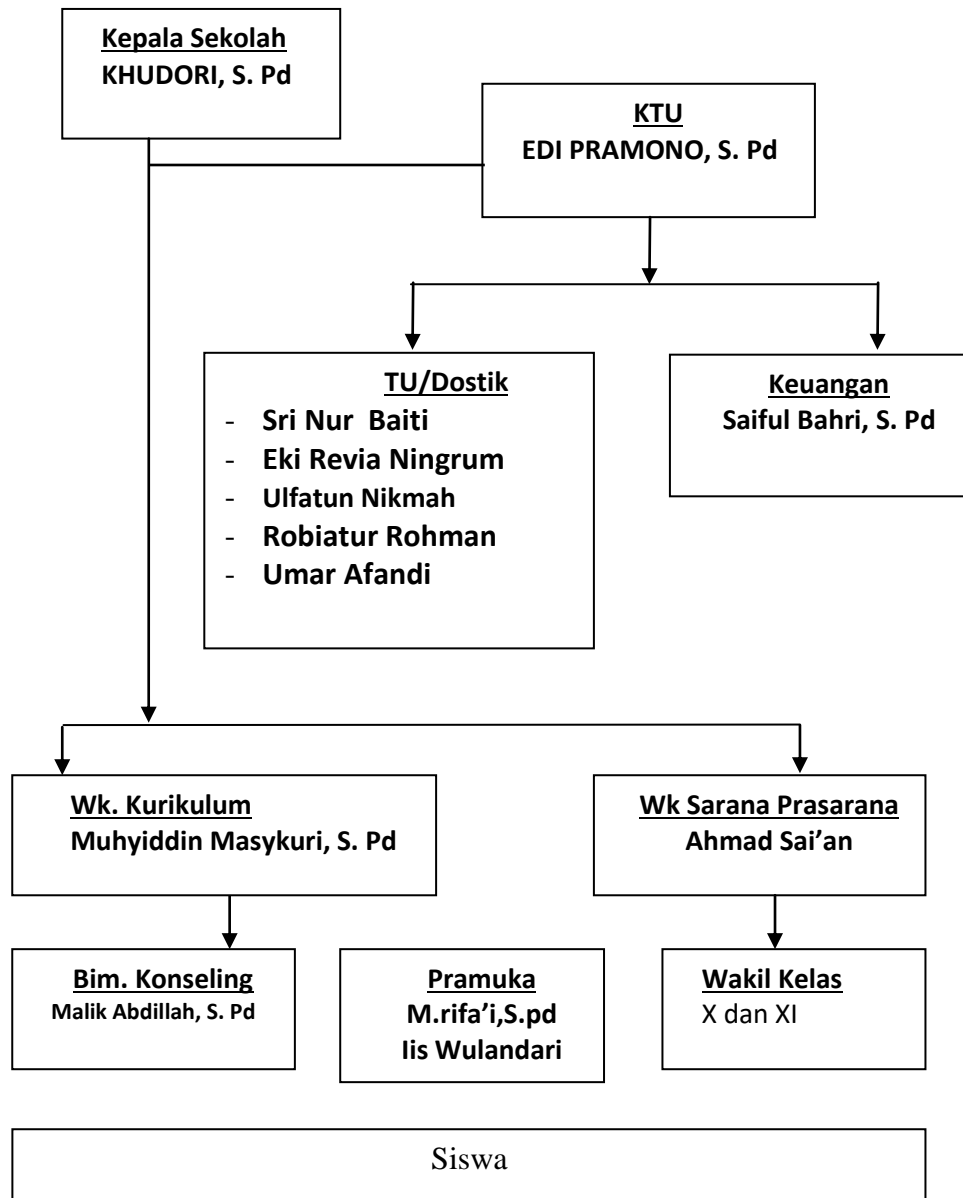 Kepala Sekolah
KHUDORI, S. Pd
KTU
EDI PRAMONO, S. Pd
TU/Dostik
- Sri Nur Baiti
- Eki Revia Ningrum
- Ulfatun Nikmah
- Robiatur Rohman
- Umar Afandi
Keuangan
Saiful Bahri, S. Pd
Wk. Kurikulum
Muhyiddin Masykuri, S. Pd
Wk Sarana Prasarana
Ahmad Sai’an
Bim. Konseling
Malik Abdillah, S. Pd
Pramuka
M.rifa’i,S.pd
Iis Wulandari
Wakil Kelas
X dan XI
Siswa